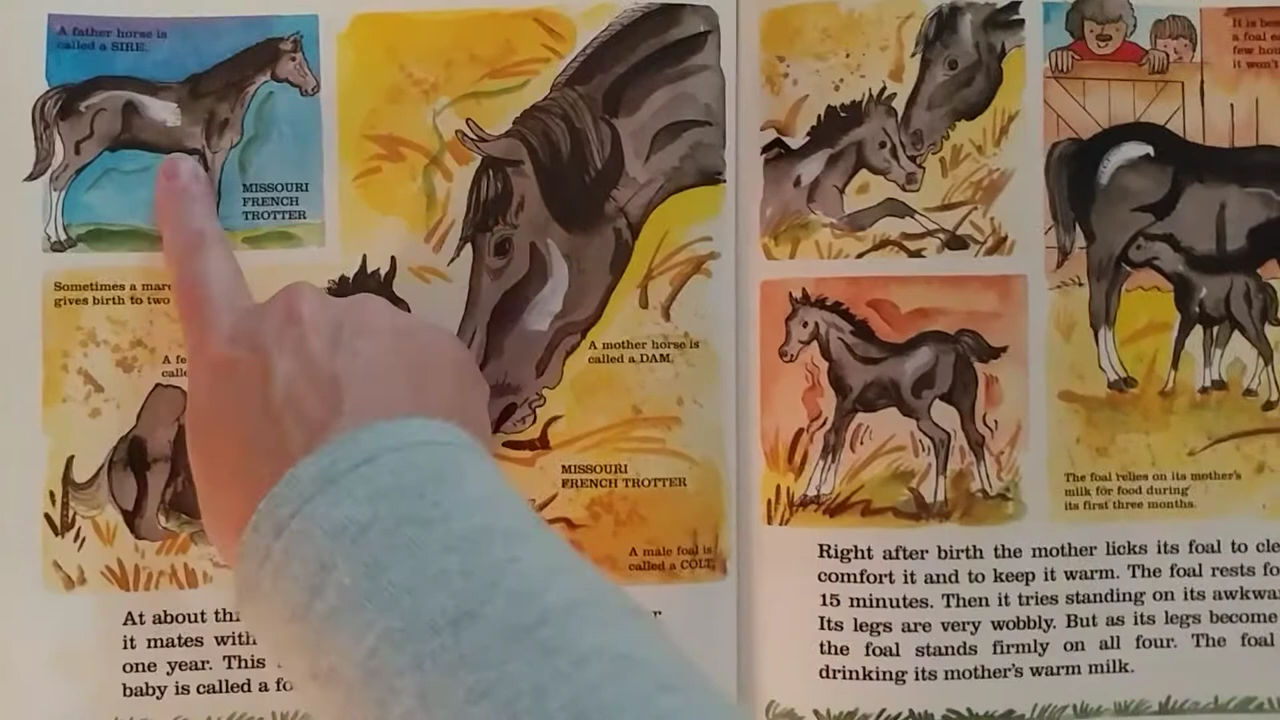 A father horse is
called a SIRE.
MISSOURI
FRENCH
TROTTER
Sometimes a mare
gives birth to two
A mother horse is
called a DAM.
MISSOURI
FRENCH TROTTER
A male foal is
called a COLT.
At about
it mates with
one year. This
baby is called a
It is
a foal
few
it won't
The foal relies on its mother's
milk for food during
its first three months.
Right after birth the mother licks its foal to
comfort it and to keep it warm. The foal rests
15 minutes. Then it tries standing on its
Its legs are very wobbly. But as its legs become
the foal stands firmly on all four. The foal
drinking its mother's warm milk.